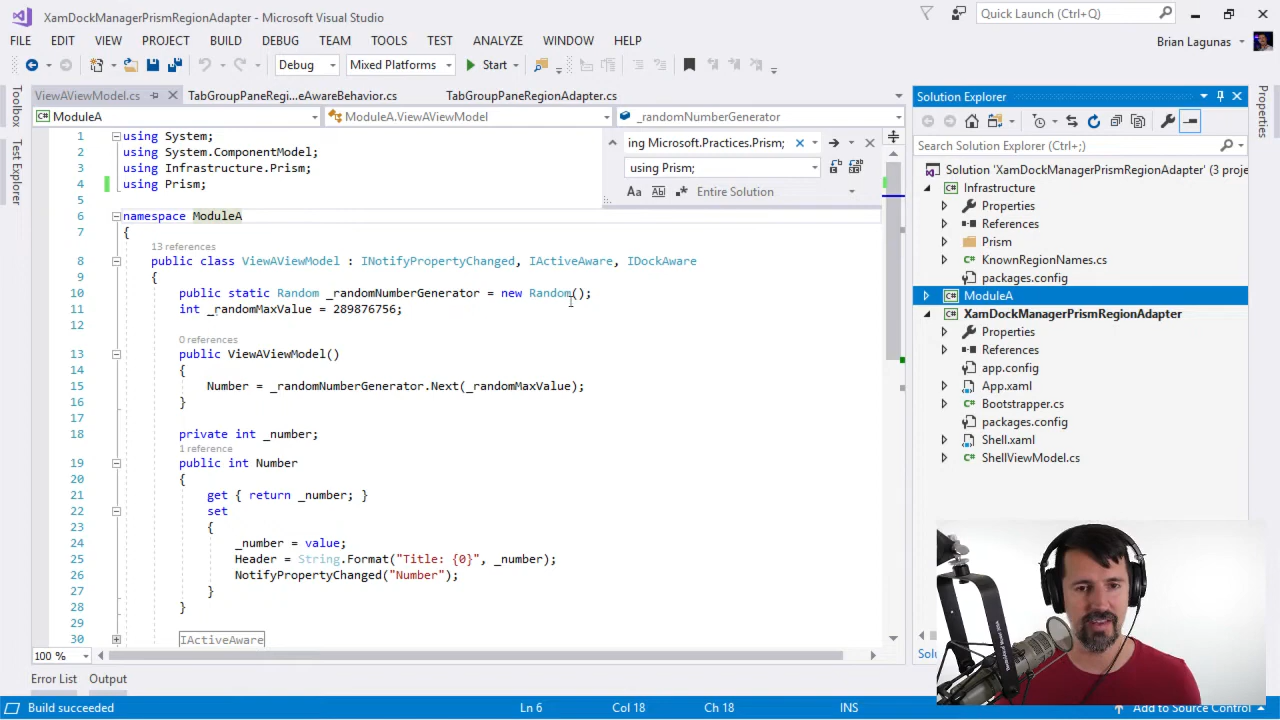 XamDockManagerPrismRegionAdapter - Microsoft Visual Studio
Quick Launch (Ctrl+Q)
FILE EDIT VIEW PROJECT BUILD DEBUG TEAM TOOLS TEST ANALYZE WINDOW HELP
Brian Lagunas
Debug Mixed Platforms Start
Toolbox
Test Explorer
ViewAViewModel.cs TabGroupPaneRegi...eAwareBehavior.cs TabGroupPaneRegionAdapter.cs
ModuleA ModuleA.ViewAViewModel _randomNumberGenerator
ing Microsoft.Practices.Prism;
using Prism;
Aa Ab Entire Solution
1 using System;
2 using System.ComponentModel;
3 using Infrastructure.Prism;
4 using Prism;
5
6 namespace ModuleA
7 {
13 references
8 public class ViewAViewModel : INotifyPropertyChanged, IActiveAware, IDockAware
9 {
10 public static Random _randomNumberGenerator = new Random();
11 int _randomMaxValue = 289876756;
12
0 references
13 public ViewAViewModel()
14 {
15 Number = _randomNumberGenerator.Next(_randomMaxValue);
16 }
17
18 private int _number;
1 reference
19 public int Number
20 {
21 get { return _number; }
22 set
23 {
24 _number = value;
25 Header = String.Format("Title: {0}", _number);
26 NotifyPropertyChanged("Number");
27 }
28 }
29
30 IActiveAware
100 %
Error List Output
Build succeeded Ln 6 Col 18 Ch 18 INS Add to Source Control
Solution Explorer
Search Solution Explorer (Ctrl+;)
Solution 'XamDockManagerPrismRegionAdapter' (3 proje
Infrastructure
Properties
References
Prism
KnownRegionNames.cs
packages.config
ModuleA
XamDockManagerPrismRegionAdapter
Properties
References
app.config
App.xaml
Bootstrapper.cs
packages.config
Shell.xaml
ShellViewModel.cs
Solu
Properties